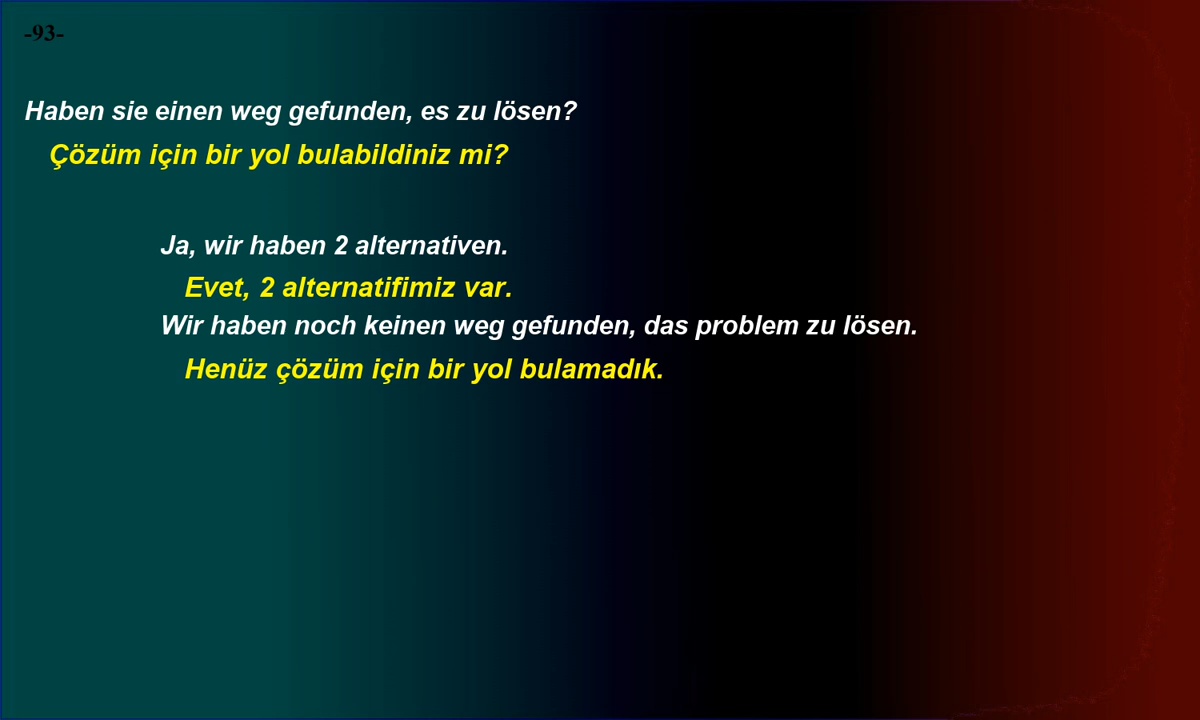 -93-
Haben sie einen weg gefunden, es zu lösen?
Çözüm için bir yol bulabildiniz mi?
Ja, wir haben 2 alternativen.
Evet, 2 alternatifimiz var.
Wir haben noch keinen weg gefunden, das problem zu lösen.
Henüz çözüm için bir yol bulamadık.